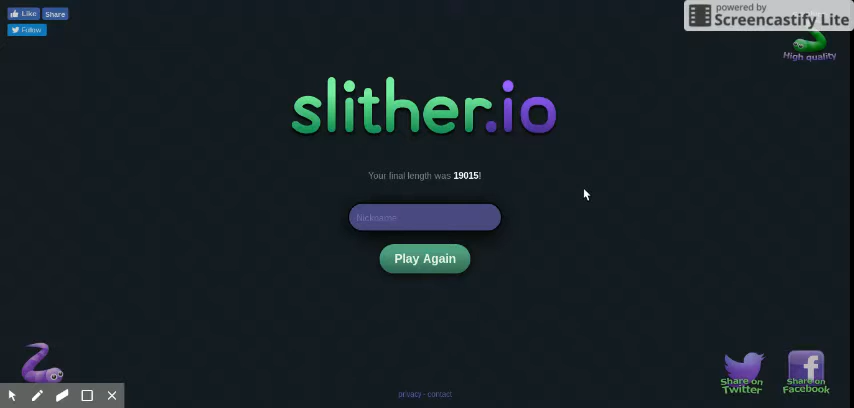 Like Share
Follow
powered by
Screencastify Lite
High quality
slither.io
Your final length was 19015!
Nickname
Play Again
Share on
Twitter
Share on
Facebook
privacy - contact